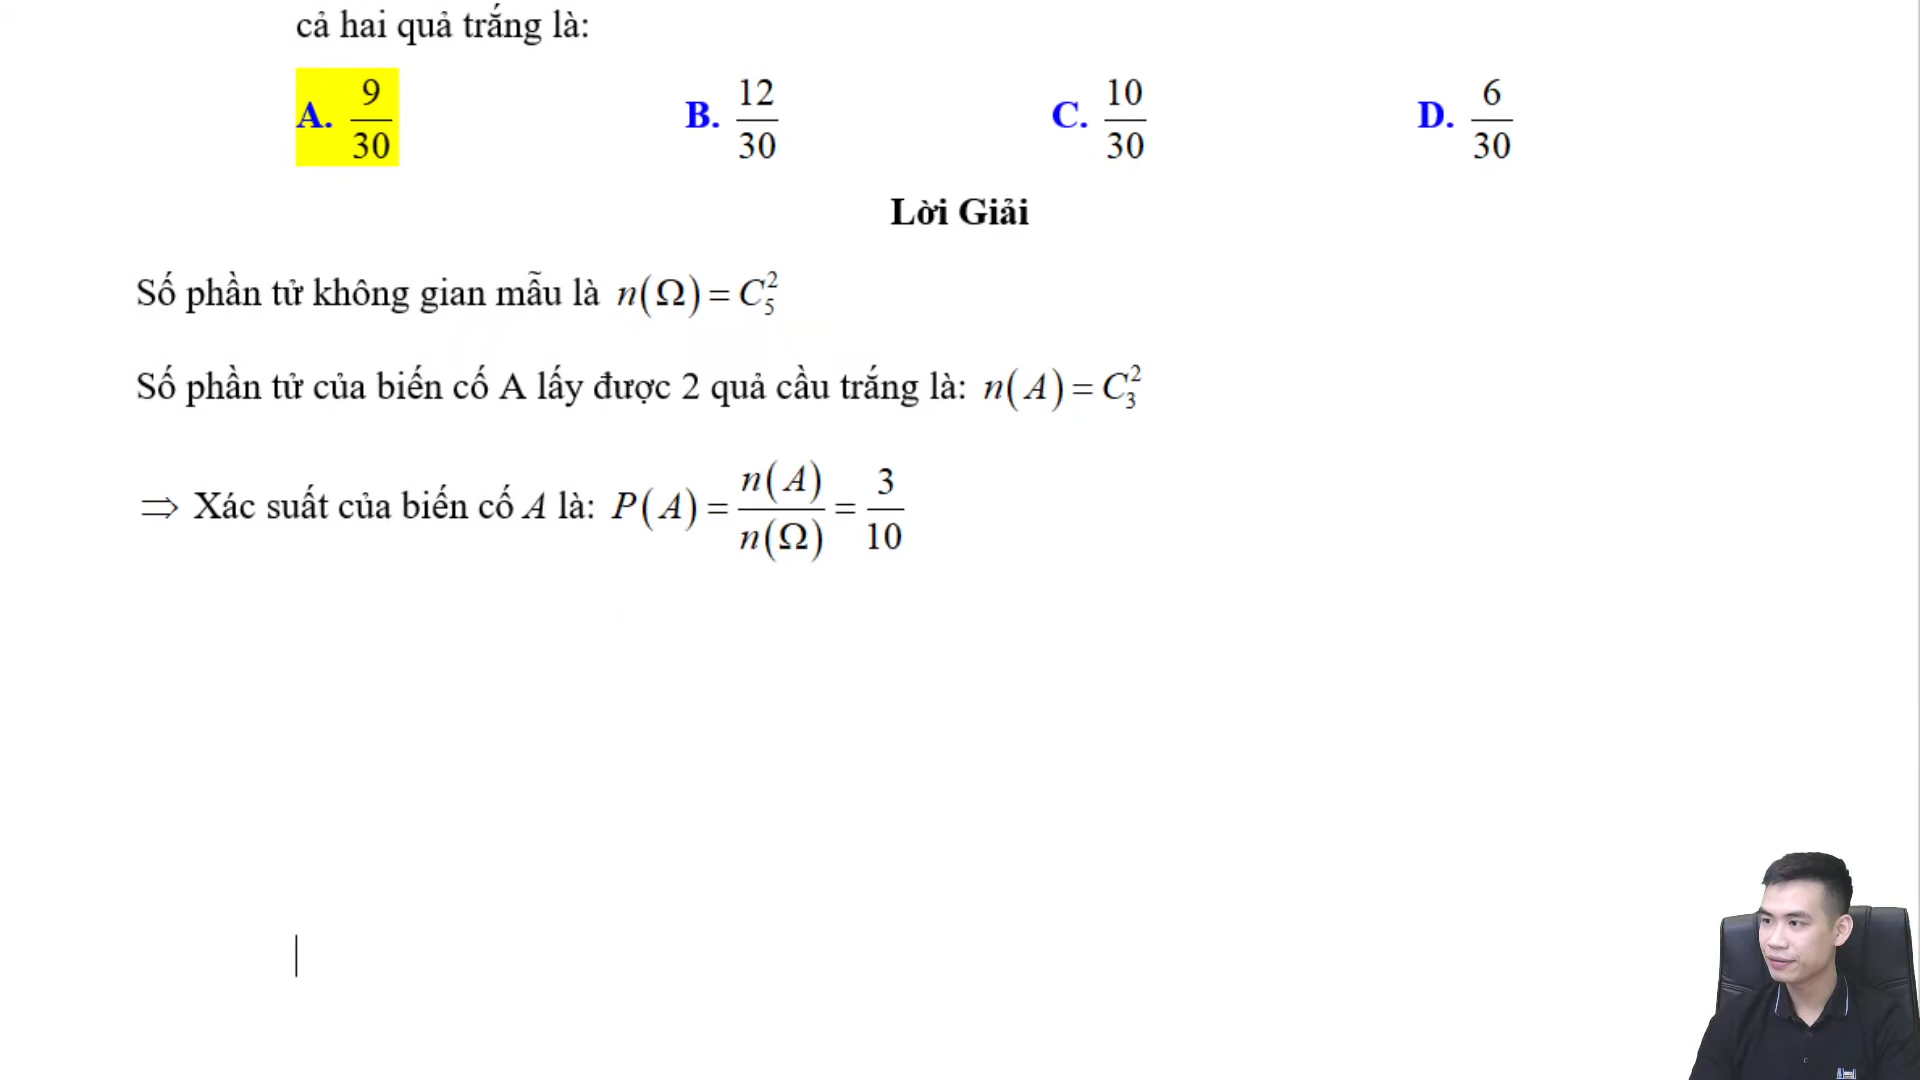 cả hai quả trắng là:
A. 9/30 B. 12/30 C. 10/30 D. 6/30
Lời Giải
Số phần tử không gian mẫu là n(Ω) = C₅²
Số phần tử của biến cố A lấy được 2 quả cầu trắng là: n(A) = C₃²
⇒ Xác suất của biến cố A là: P(A) = n(A)/n(Ω) = 3/10